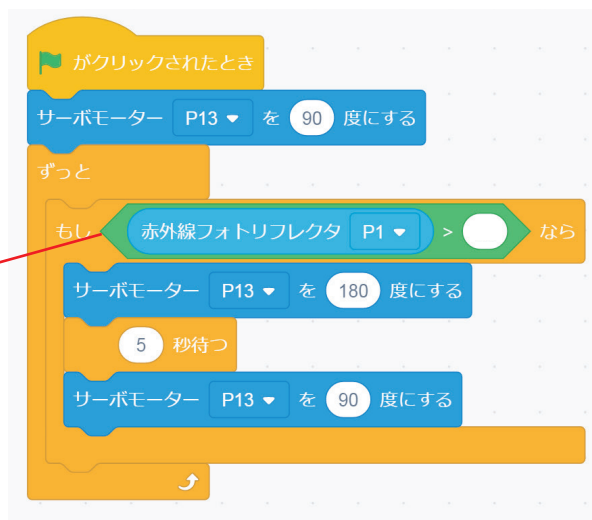 がクリックされたとき
サーボモーター P13 を 90 度にする
ずっと
もし 赤外線フォトリフレクタ P1 > なら
サーボモーター P13 を 180 度にする
5 秒待つ
サーボモーター P13 を 90 度にする